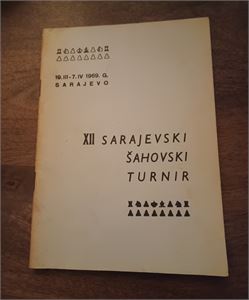 19.III-7.IV 1969. G.
SARAJEVO
XII SARAJEVSKI
ŠAHOVSKI
TURNIR